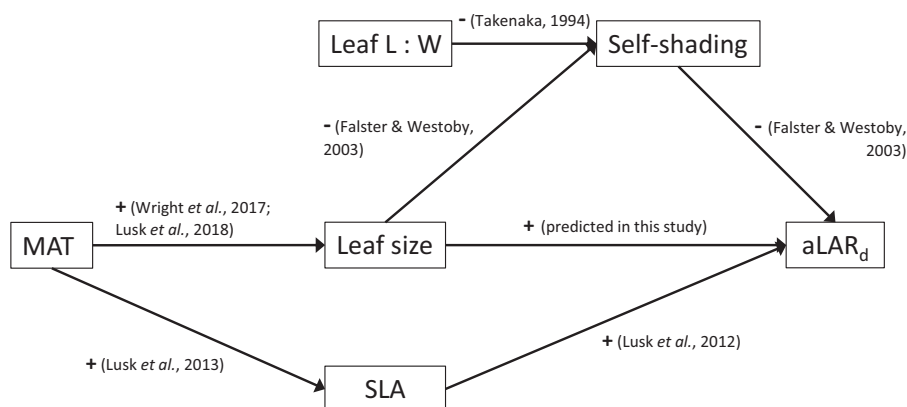 - (Takenaka, 1994)
Leaf L : W
Self-shading
- (Falster & Westoby,
2003)
- (Falster & Westoby,
2003)
+ (Wright et al., 2017;
Lusk et al., 2018)
+ (predicted in this study)
MAT
Leaf size
aLARd
+ (Lusk et al., 2013)
+ (Lusk et al., 2012)
SLA